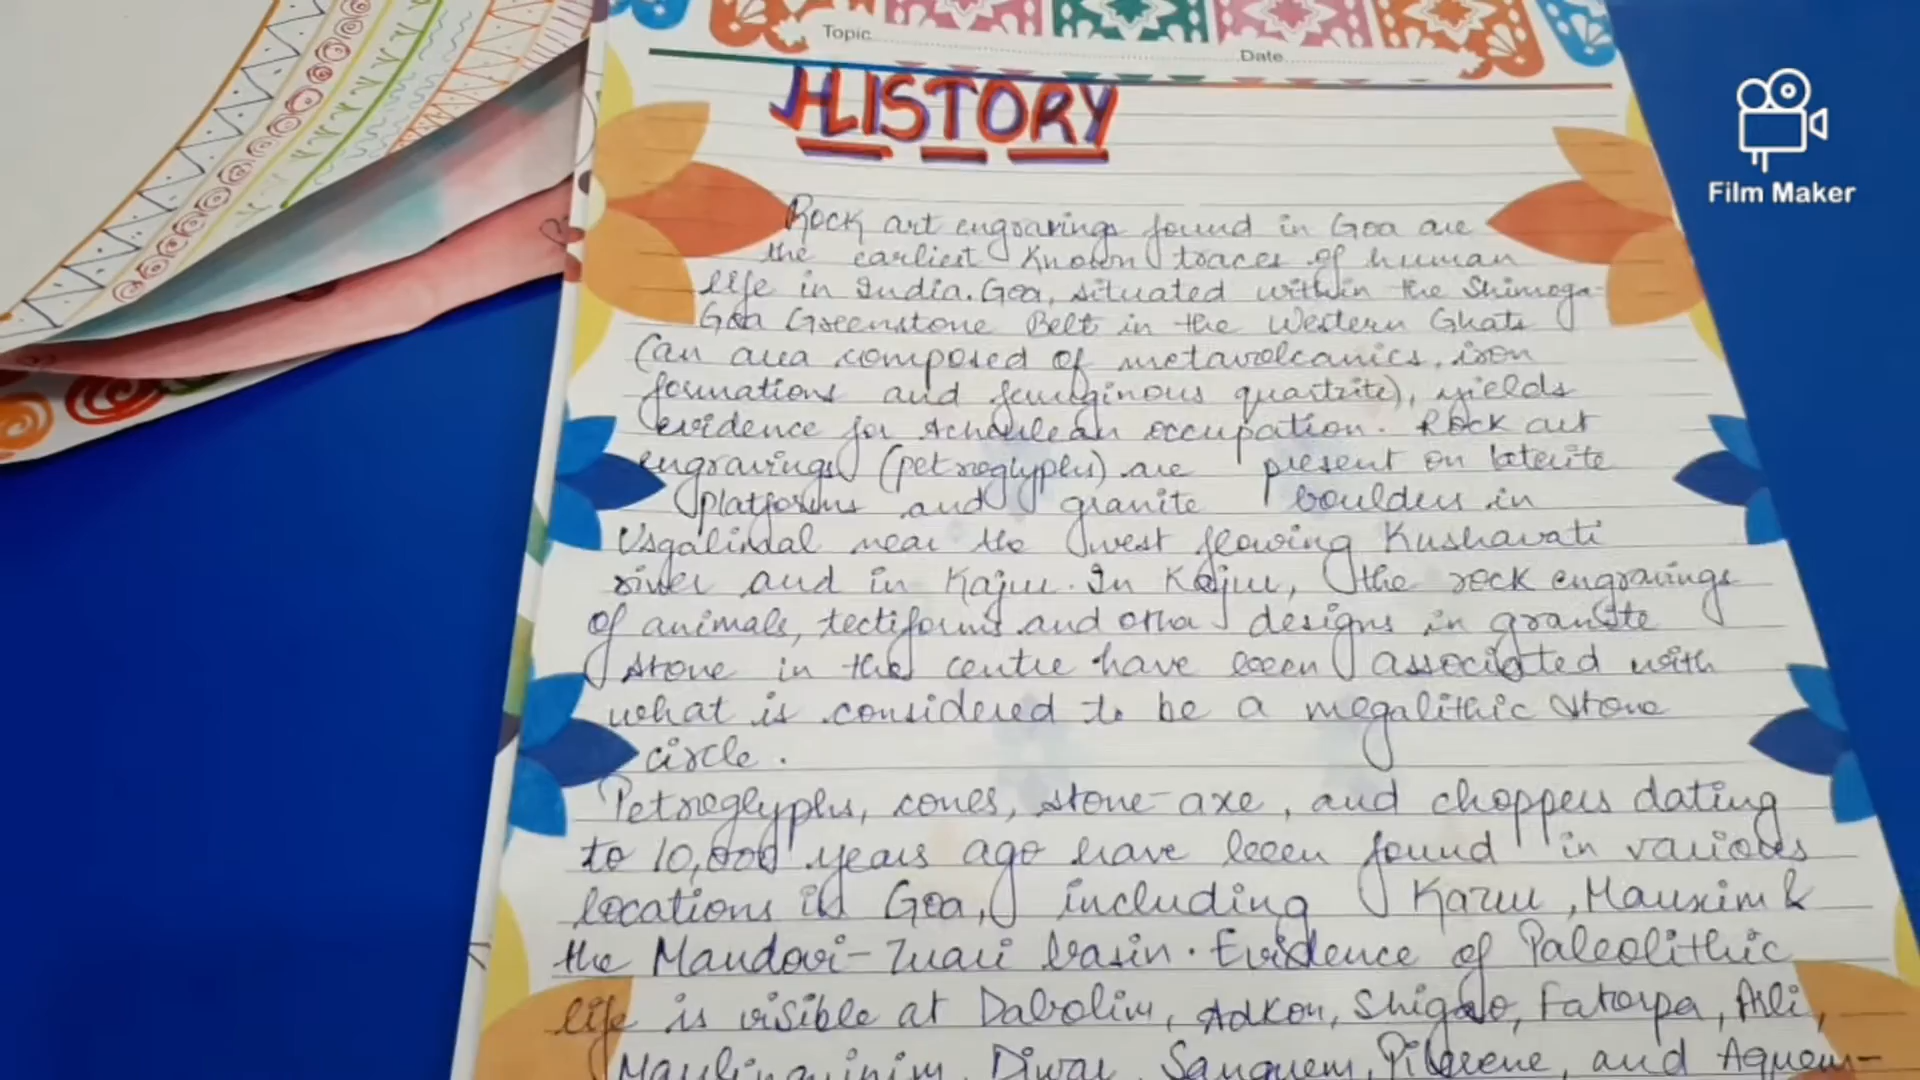 Topic
Date
HISTORY
Film Maker
Rock art engravings found in Goa are
the earliest known traces of human
life in India. Goa, situated within the Shimoga-
Goa Greenstone Belt in the Western Ghats
(an area composed of metavolcanics, iron
formations and ferruginous quartzite), yields
evidence for Acheulean occupation. Rock art
engravings (petroglyphs) are present on laterite
platforms and granite boulders in
Usgalimal near the west flowing Kushavati
river and in Kajur. In Kajur, the rock engravings
of animals, tectiforms and other designs in granite
stone in the centre have been associated with
what is considered to be a megalithic stone
circle.
Petroglyphs, cones, stone-axe, and choppers dating
to 10,000 years ago have been found in various
locations in Goa, including Kazur, Mauxim &
the Mandovi-Zuari basin. Evidence of Paleolithic
life is visible at Dabolim, Adkon, Shigao, Fatorpa, Arli,
Maulinguinim, Diwar, Sanguem, Pilerene, and Aquem-